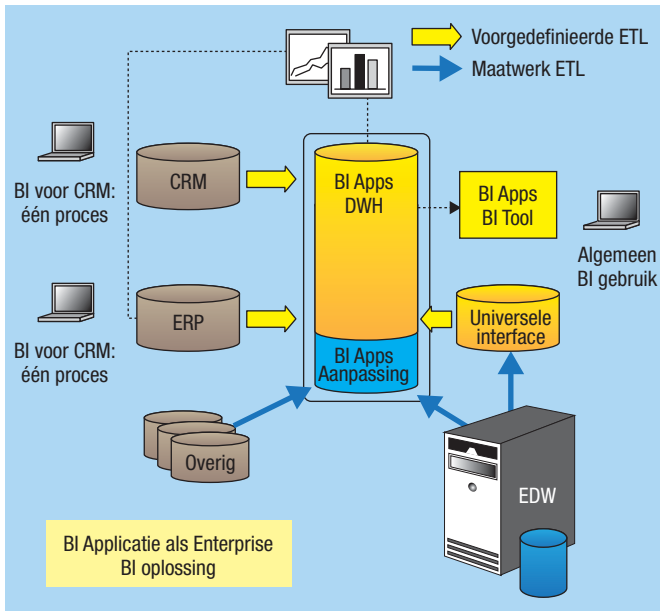 Voorgedefinieerde ETL
Maatwerk ETL
BI voor CRM:
één proces
CRM
BI Apps
DWH
BI Apps
BI Tool
Algemeen
BI gebruik
BI voor CRM:
één proces
ERP
Universele
interface
BI Apps
Aanpassing
Overig
EDW
BI Applicatie als Enterprise
BI oplossing